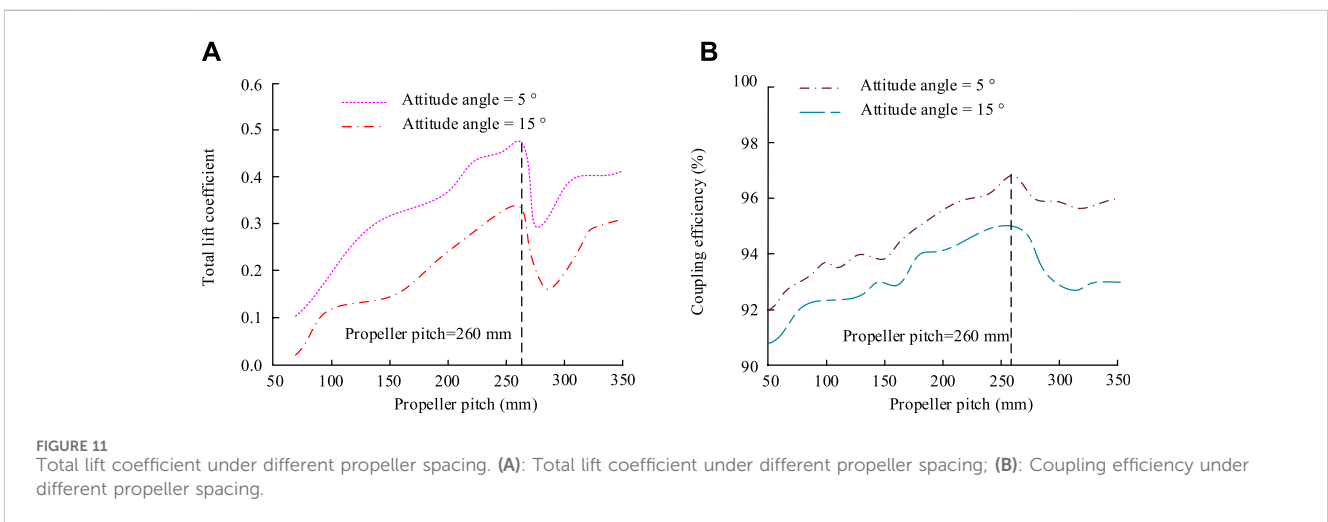 A
0.6
0.5
0.4
0.3
0.2
0.1
0.0
Total lift coefficient
Attitude angle = 5 °
Attitude angle = 15 °
Propeller pitch=260 mm
50 100 150 200 250 300 350
Propeller pitch (mm)
B
100
98
96
94
92
90
Coupling efficiency (%)
Attitude angle = 5 °
Attitude angle = 15 °
Propeller pitch=260 mm
50 100 150 200 250 300 350
Propeller pitch (mm)
FIGURE 11
Total lift coefficient under different propeller spacing. (A): Total lift coefficient under different propeller spacing; (B): Coupling efficiency under
different propeller spacing.